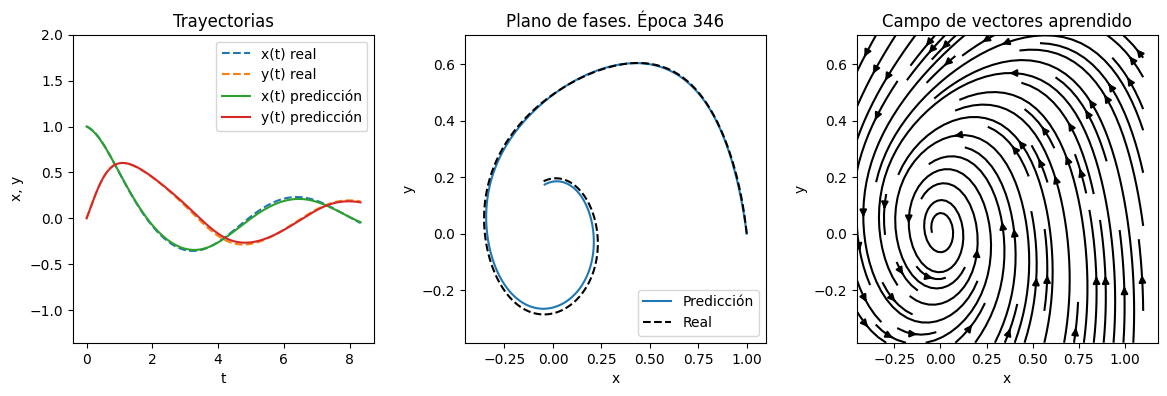 Trayectorias
2.0
1.5
1.0
0.5
0.0
−0.5
−1.0
x, y
0 2 4 6 8
t
x(t) real
y(t) real
x(t) predicción
y(t) predicción
Plano de fases. Época 346
0.6
0.4
0.2
0.0
−0.2
y
−0.25 0.00 0.25 0.50 0.75 1.00
x
Predicción
Real
Campo de vectores aprendido
0.6
0.4
0.2
0.0
−0.2
y
−0.25 0.00 0.25 0.50 0.75 1.00
x